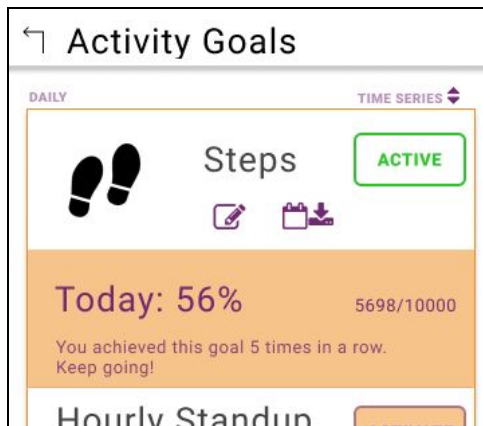 Activity Goals
DAILY
TIME SERIES
Steps
ACTIVE
Today: 56%
5698/10000
You achieved this goal 5 times in a row.
Keep going!
Hourly Standup